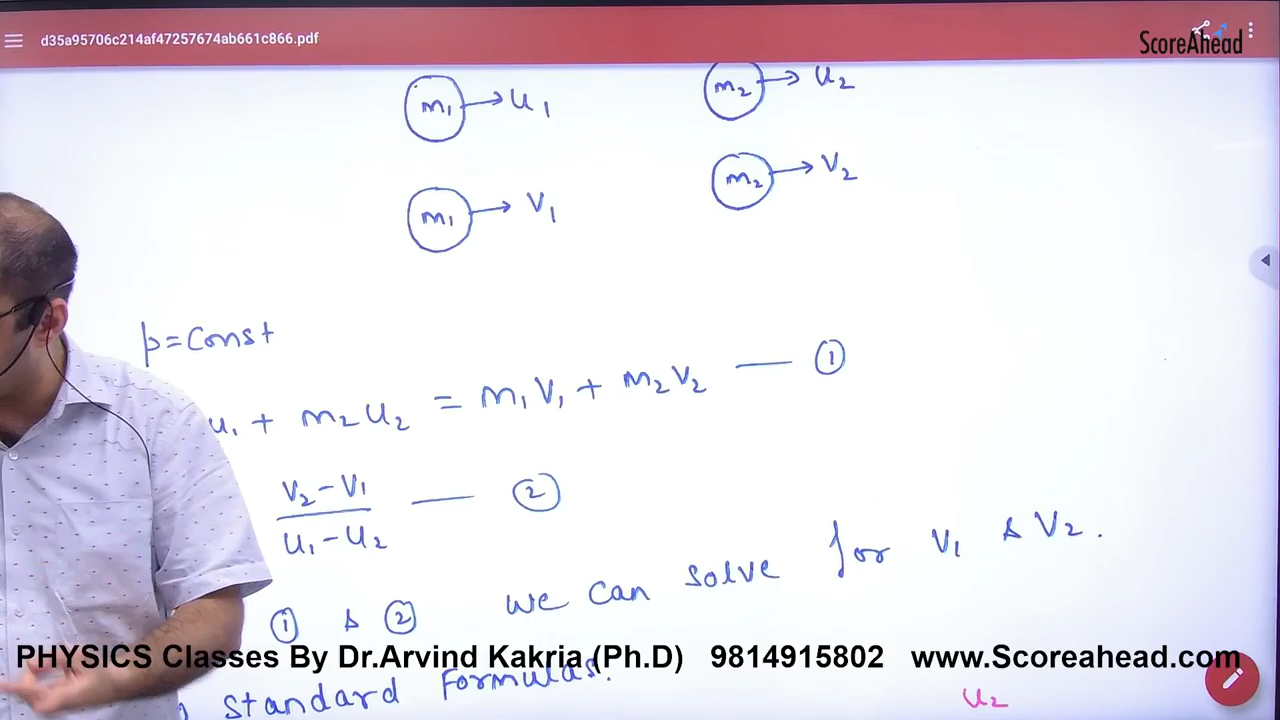 d35a95706c214af47257674ab661c866.pdf
ScoreAhead
m₁ → u₁ m₂ → u₂
m₁ → V₁ m₂ → V₂
p = Const
u₁ + m₂u₂ = m₁V₁ + m₂V₂ — ①
V₂ - V₁ / u₁ - u₂ — ②
① & ② we can solve for V₁ & V₂.
standard formulas.
u₂
PHYSICS Classes By Dr.Arvind Kakria (Ph.D) 9814915802 www.Scoreahead.com